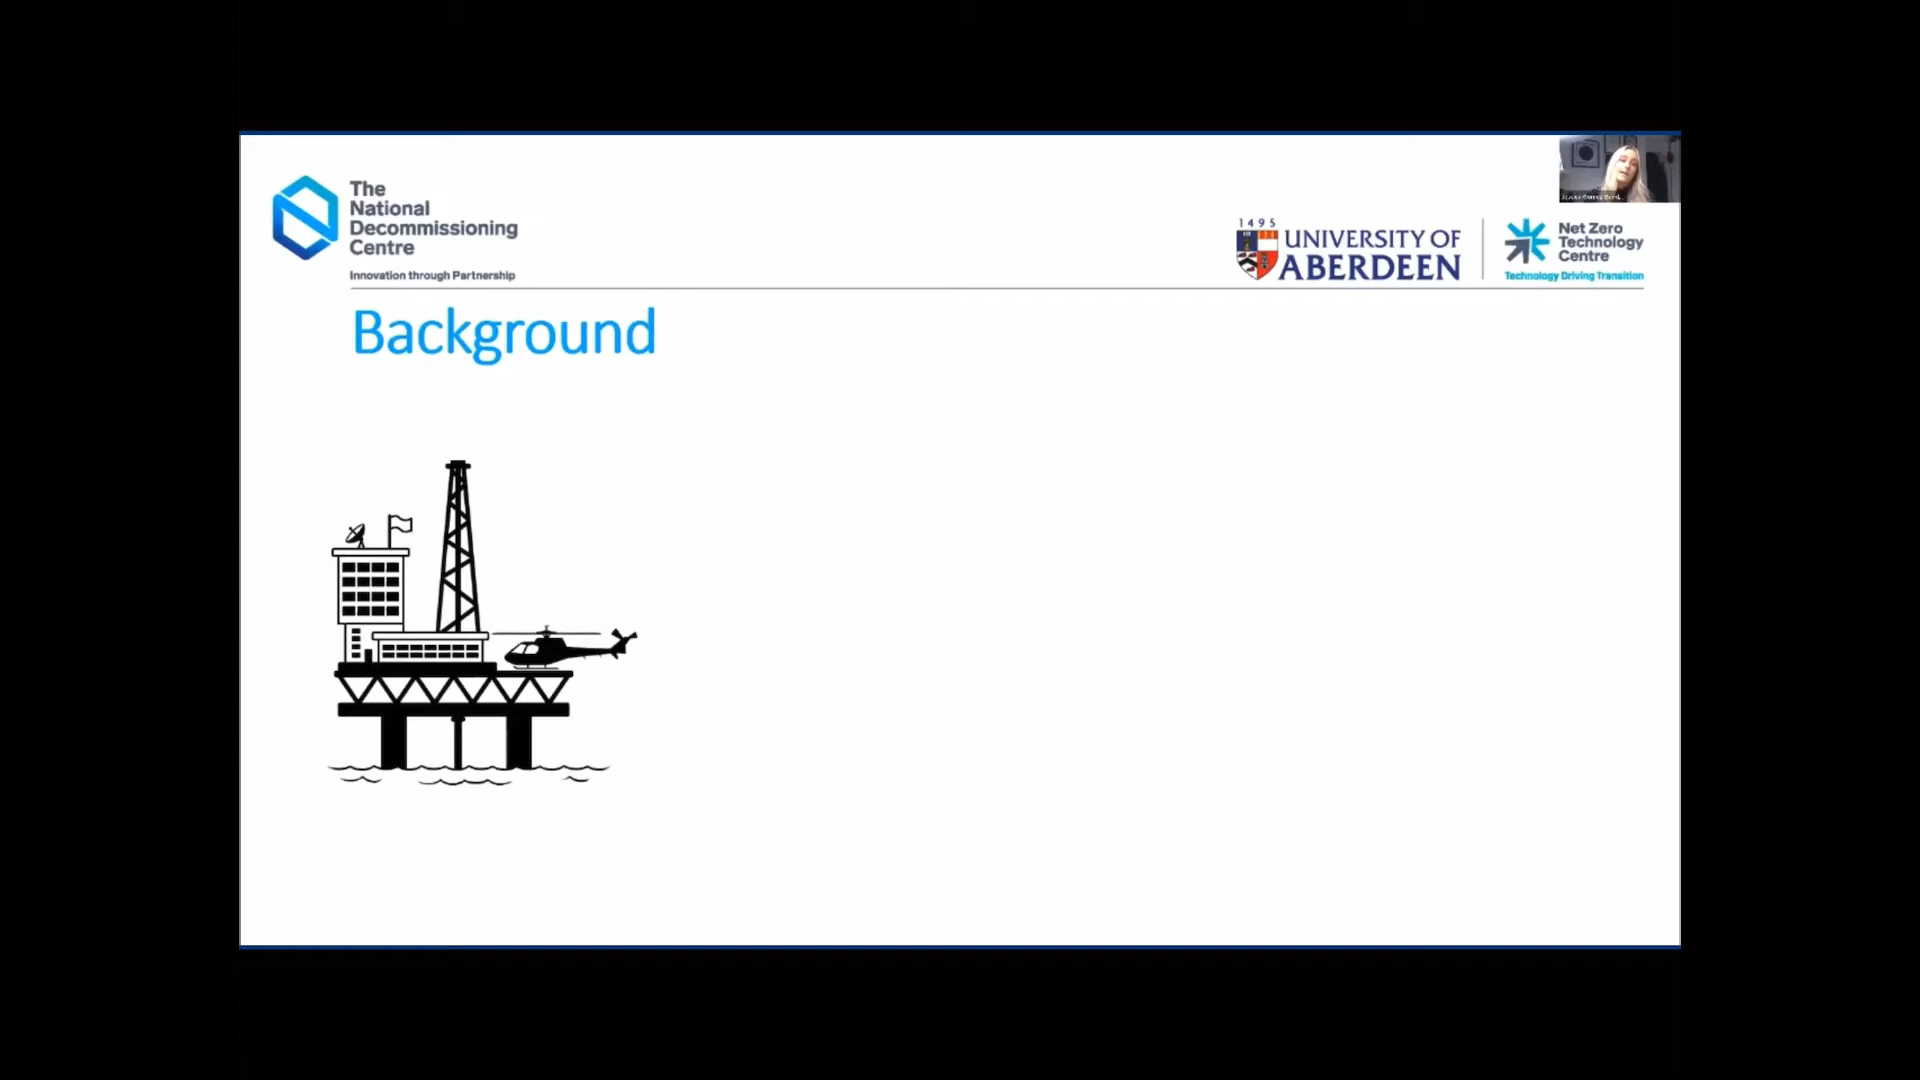 The
National
Decommissioning
Centre
Innovation through Partnership
1495
UNIVERSITY OF
ABERDEEN
Net Zero
Technology
Centre
Technology Driving Transition
Background